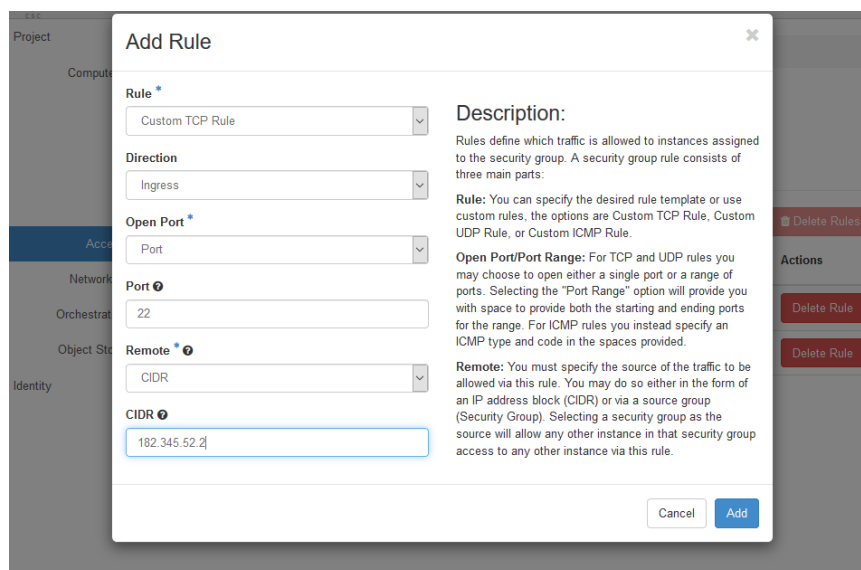 csc
Project
Add Rule
Compute
Rule *
Custom TCP Rule
Direction
Ingress
Open Port *
Port
Port
22
Remote *
CIDR
CIDR
182.345.52.2
Description:
Rules define which traffic is allowed to instances assigned
to the security group. A security group rule consists of
three main parts:
Rule: You can specify the desired rule template or use
custom rules, the options are Custom TCP Rule, Custom
UDP Rule, or Custom ICMP Rule.
Open Port/Port Range: For TCP and UDP rules you
may choose to open either a single port or a range of
ports. Selecting the "Port Range" option will provide you
with space to provide both the starting and ending ports
for the range. For ICMP rules you instead specify an
ICMP type and code in the spaces provided.
Remote: You must specify the source of the traffic to be
allowed via this rule. You may do so either in the form of
an IP address block (CIDR) or via a source group
(Security Group). Selecting a security group as the
source will allow any other instance in that security group
access to any other instance via this rule.
Cancel
Add
Acce
Network
Orchestrat
Object Sto
Identity
Delete Rules
Actions
Delete Rule
Delete Rule